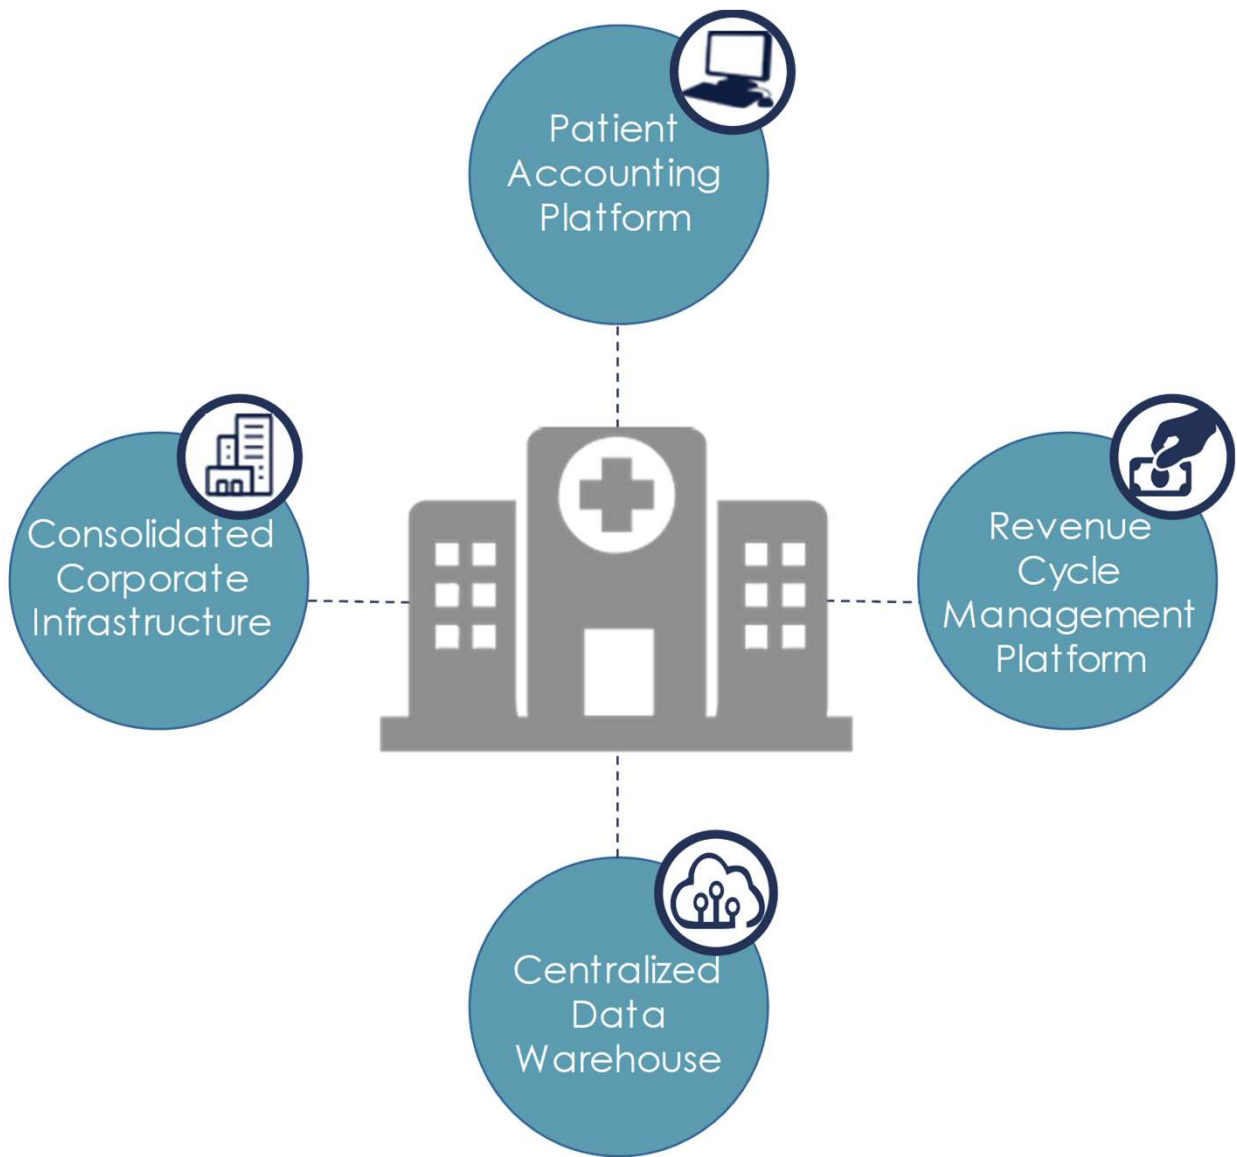 Patient
Accounting
Platform
Consolidated
Corporate
Infrastructure
Revenue
Cycle
Management
Platform
Centralized
Data
Warehouse